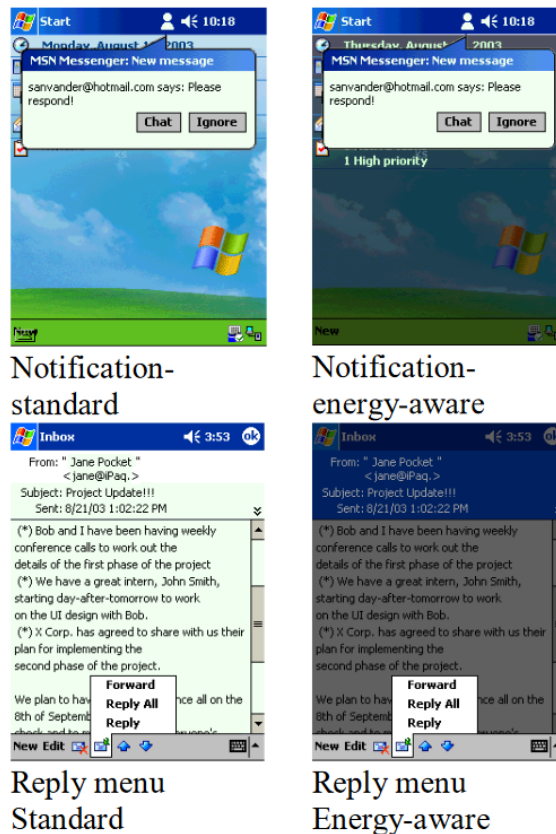 Start 10:18
Monday, August 2003
MSN Messenger: New message
sanvander@hotmail.com says: Please
respond!
Chat Ignore
New
Notification-
standard
Start 10:18
Thursday, August 2003
MSN Messenger: New message
sanvander@hotmail.com says: Please
respond!
Chat Ignore
1 High priority
New
Notification-
energy-aware
Inbox 3:53 ok
From: " Jane Pocket "
<jane@iPaq.>
Subject: Project Update!!!
Sent: 8/21/03 1:02:22 PM
(*) Bob and I have been having weekly
conference calls to work out the
details of the first phase of the project
(*) We have a great intern, John Smith,
starting day-after-tomorrow to work
on the UI design with Bob.
(*) X Corp. has agreed to share with us their
plan for implementing the
second phase of the project.
We plan to hav nce all on the
8th of Septemb
Forward
Reply All
Reply
New Edit
Reply menu
Standard
Inbox 3:53 ok
From: " Jane Pocket "
<jane@iPaq.>
Subject: Project Update!!!
Sent: 8/21/03 1:02:22 PM
(*) Bob and I have been having weekly
conference calls to work out the
details of the first phase of the project
(*) We have a great intern, John Smith,
starting day-after-tomorrow to work
on the UI design with Bob.
(*) X Corp. has agreed to share with us their
plan for implementing the
second phase of the project.
We plan to hav nce all on the
8th of Septemb
Forward
Reply All
Reply
New Edit
Reply menu
Energy-aware